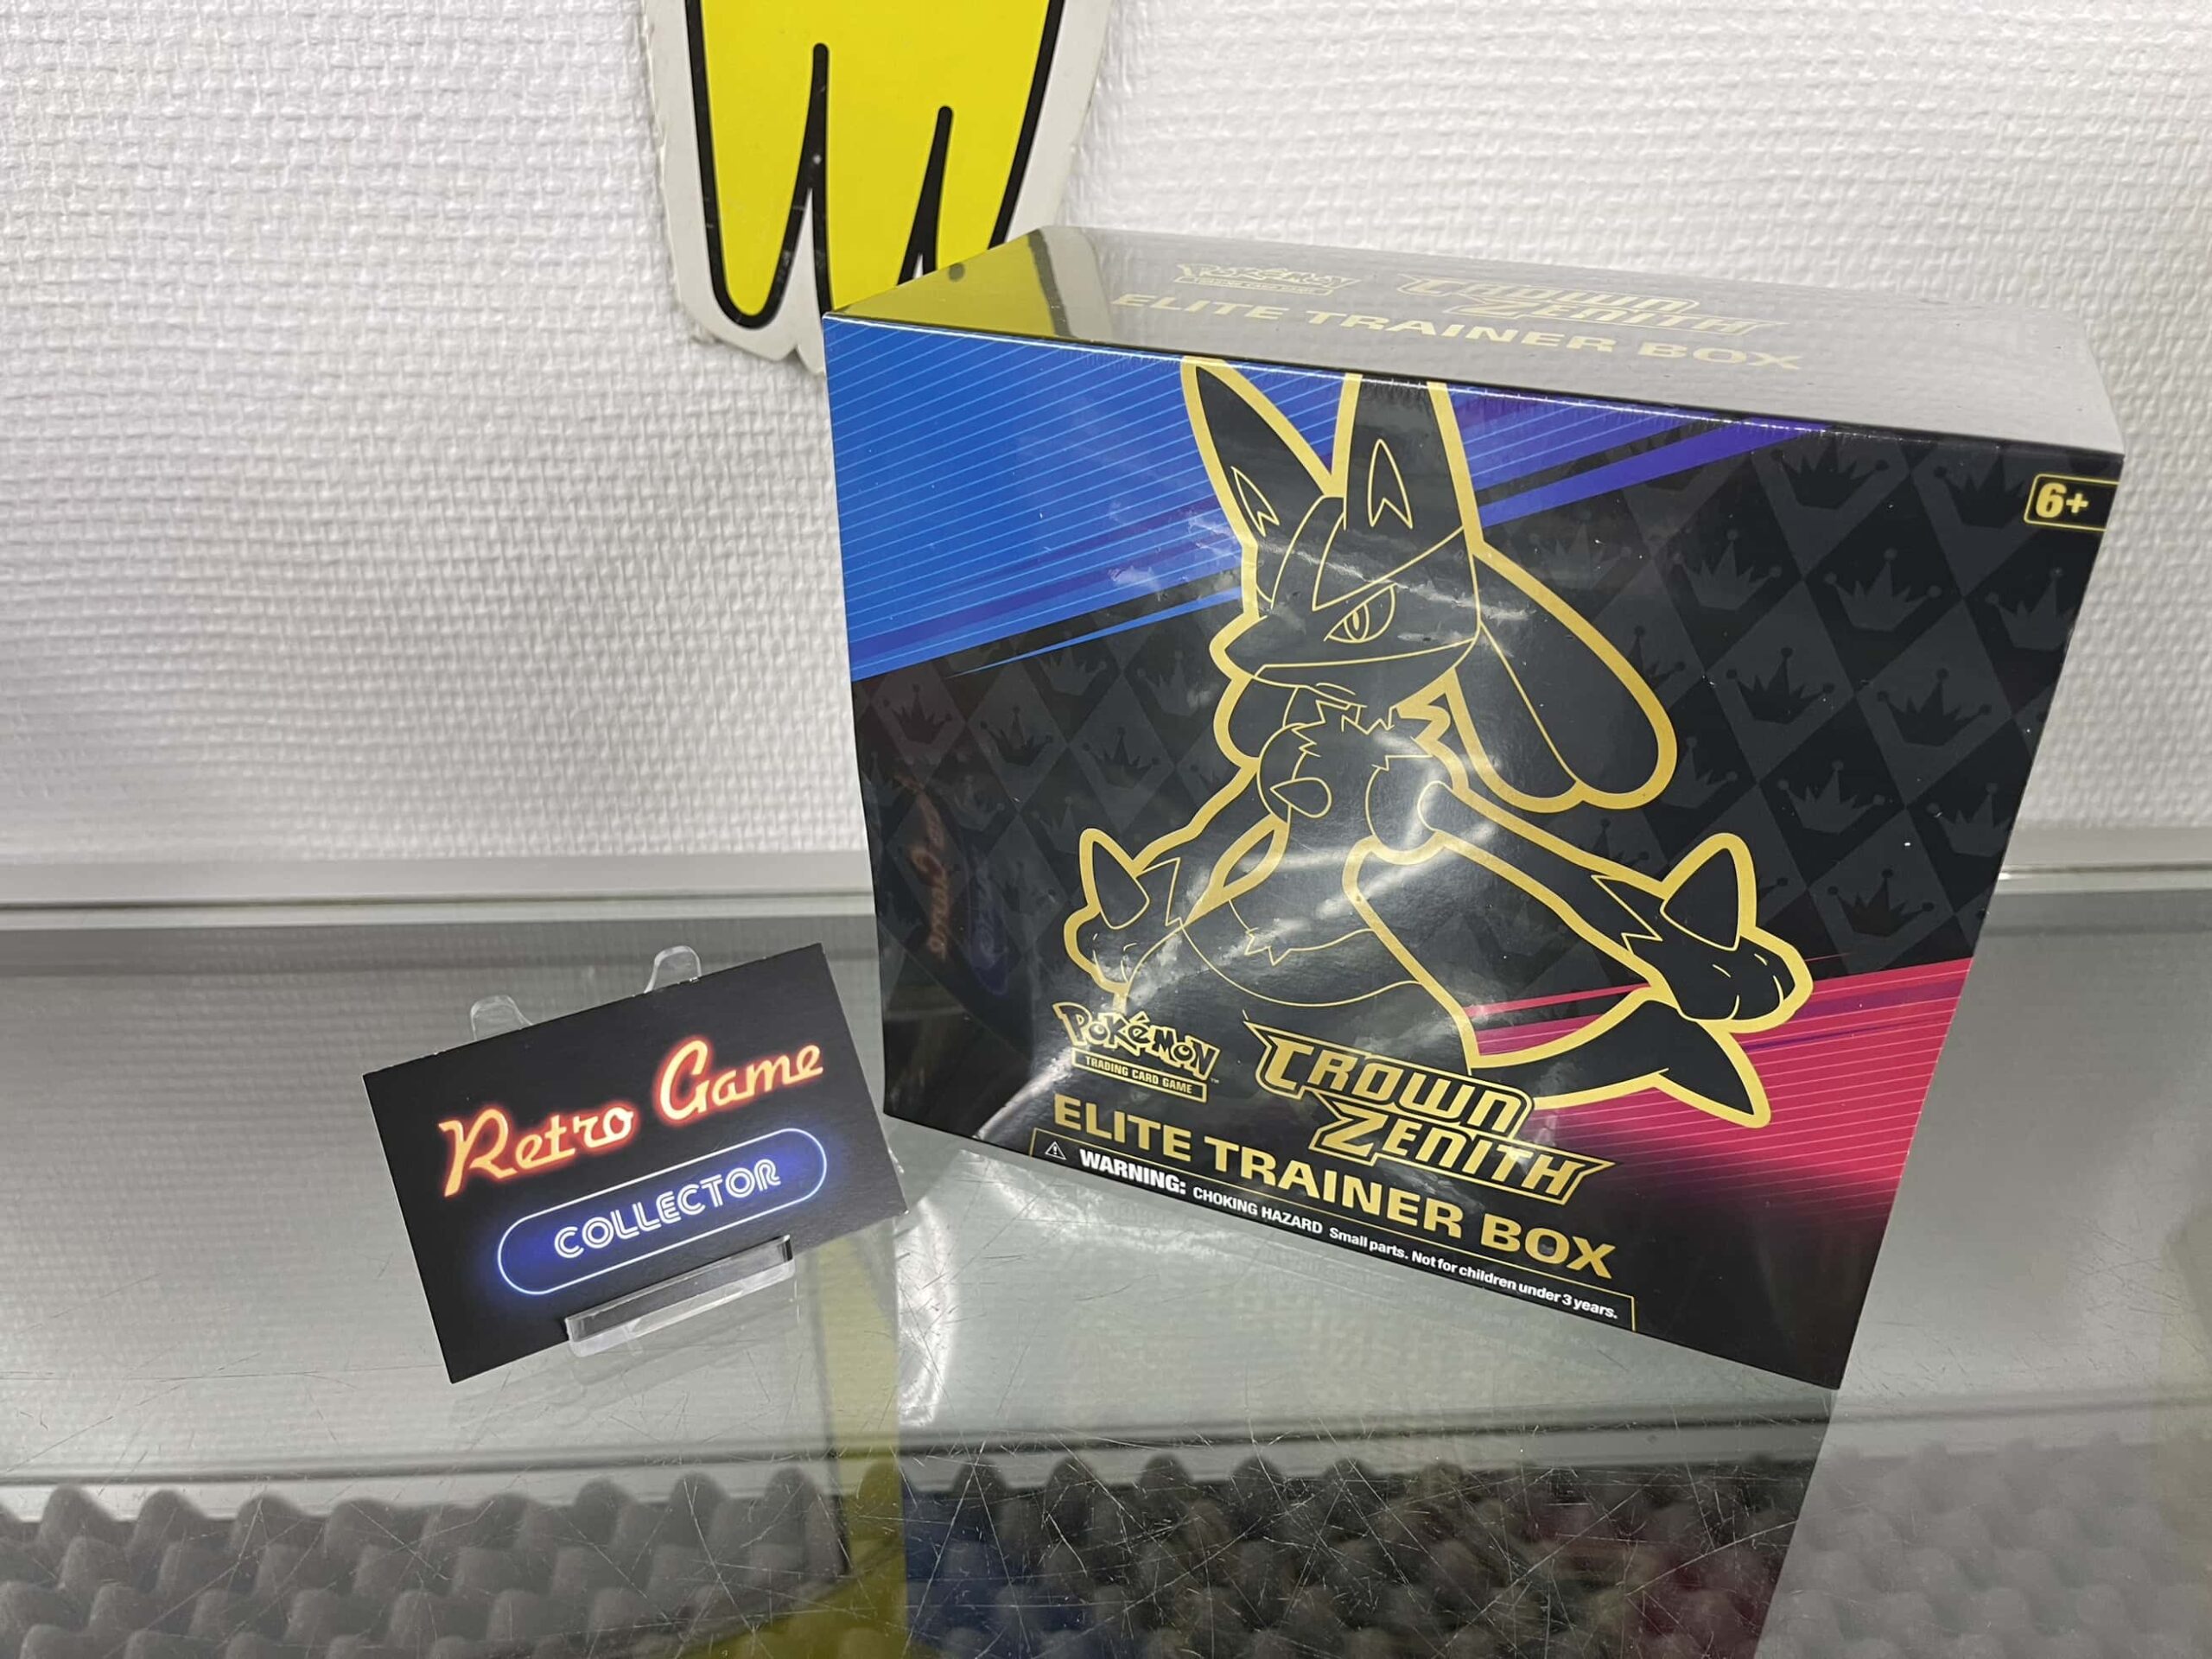 Pokémon
CROWN
ZENITH
ELITE TRAINER BOX
6+
Retro Game
COLLECTOR
Pokémon
TRADING CARD GAME
CROWN
ZENITH
ELITE TRAINER BOX
WARNING: CHOKING HAZARD Small parts. Not for children under 3 years.